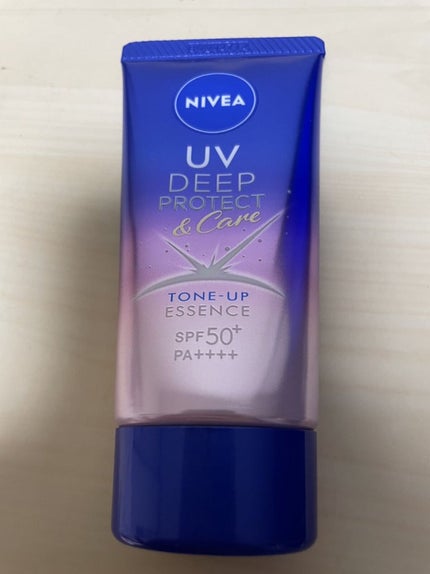 NIVEA
UV
DEEP
PROTECT
& Care
TONE-UP
ESSENCE
SPF50+
PA++++